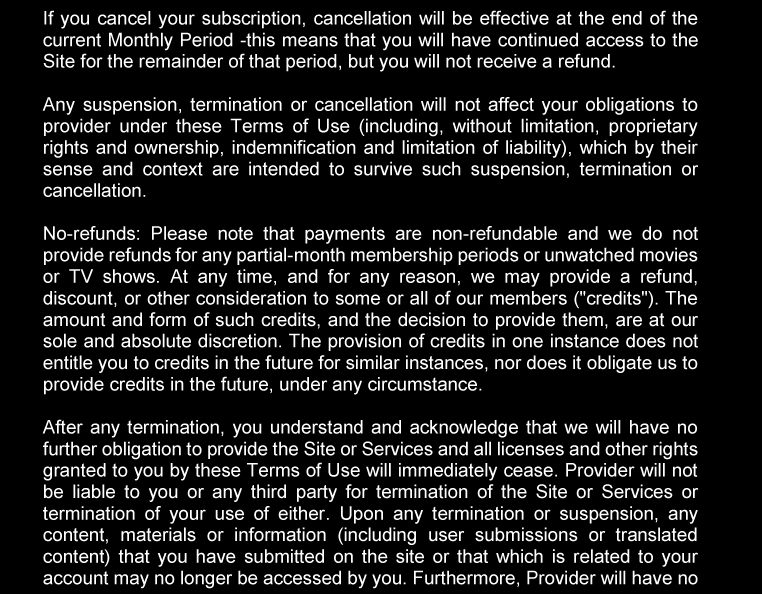 If you cancel your subscription, cancellation will be effective at the end of the
current Monthly Period -this means that you will have continued access to the
Site for the remainder of that period, but you will not receive a refund.
Any suspension, termination or cancellation will not affect your obligations to
provider under these Terms of Use (including, without limitation, proprietary
rights and ownership, indemnification and limitation of liability), which by their
sense and context are intended to survive such suspension, termination or
cancellation.
No-refunds: Please note that payments are non-refundable and we do not
provide refunds for any partial-month membership periods or unwatched movies
or TV shows. At any time, and for any reason, we may provide a refund,
discount, or other consideration to some or all of our members ("credits"). The
amount and form of such credits, and the decision to provide them, are at our
sole and absolute discretion. The provision of credits in one instance does not
entitle you to credits in the future for similar instances, nor does it obligate us to
provide credits in the future, under any circumstance.
After any termination, you understand and acknowledge that we will have no
further obligation to provide the Site or Services and all licenses and other rights
granted to you by these Terms of Use will immediately cease. Provider will not
be liable to you or any third party for termination of the Site or Services or
termination of your use of either. Upon any termination or suspension, any
content, materials or information (including user submissions or translated
content) that you have submitted on the site or that which is related to your
account may no longer be accessed by you. Furthermore, Provider will have no